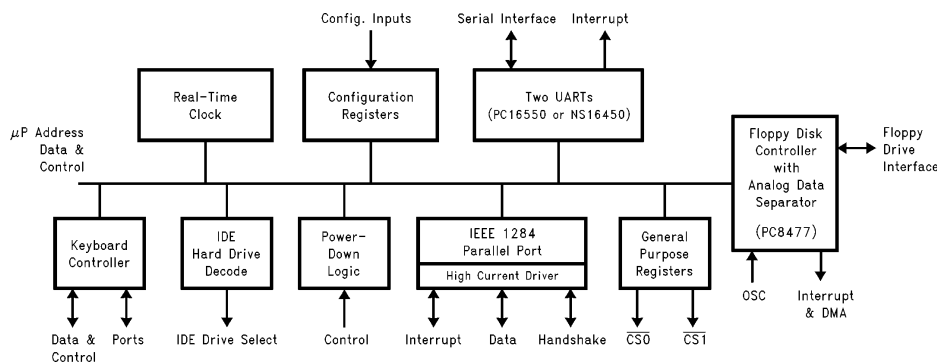 Config. Inputs
Serial Interface
Interrupt
Real-Time
Clock
Configuration
Registers
Two UARTs
(PC16550 or NS16450)
μP Address
Data &
Control
Floppy Disk
Controller
with
Analog Data
Separator
(PC8477)
Floppy
Drive
Interface
Keyboard
Controller
IDE
Hard Drive
Decode
Power-
Down
Logic
IEEE 1284
Parallel Port
High Current Driver
General
Purpose
Registers
OSC
Interrupt
& DMA
Data &
Control
Ports
IDE Drive Select
Control
Interrupt
Data
Handshake
C̅S̅0̅
C̅S̅1̅